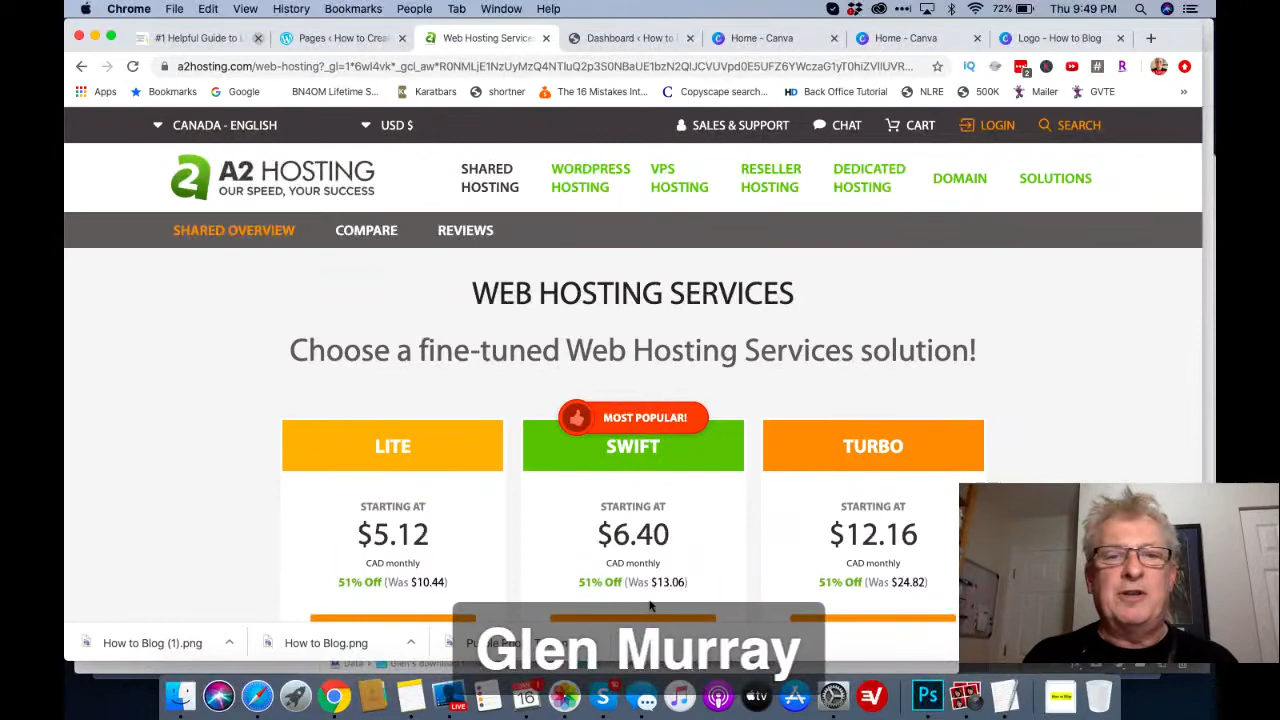 Chrome File Edit View History Bookmarks People Tab Window Help 72% Thu 9:49 PM
#1 Helpful Guide to L Pages ‹ How to Crea Web Hosting Services Dashboard ‹ How to Home - Canva Home - Canva Logo - How to Blog
a2hosting.com/web-hosting?_gl=1*6wl4vk*_gcl_aw*
Apps Bookmarks Google BN4OM Lifetime S... Karatbars shortner The 16 Mistakes Int... Copyscape search... HD Back Office Tutorial NLRE 500K Mailer GVTE »
CANADA - ENGLISH USD $ SALES & SUPPORT CHAT CART LOGIN SEARCH
A2 HOSTING
OUR SPEED, YOUR SUCCESS
SHARED HOSTING WORDPRESS HOSTING VPS HOSTING RESELLER HOSTING DEDICATED HOSTING DOMAIN SOLUTIONS
SHARED OVERVIEW COMPARE REVIEWS
WEB HOSTING SERVICES
Choose a fine-tuned Web Hosting Services solution!
MOST POPULAR!
LITE SWIFT TURBO
STARTING AT STARTING AT STARTING AT
$5.12 $6.40 $12.16
CAD monthly CAD monthly CAD monthly
51% Off (Was $10.44) 51% Off (Was $13.06) 51% Off (Was $24.82)
How to Blog (1).png How to Blog.png
Glen Murray